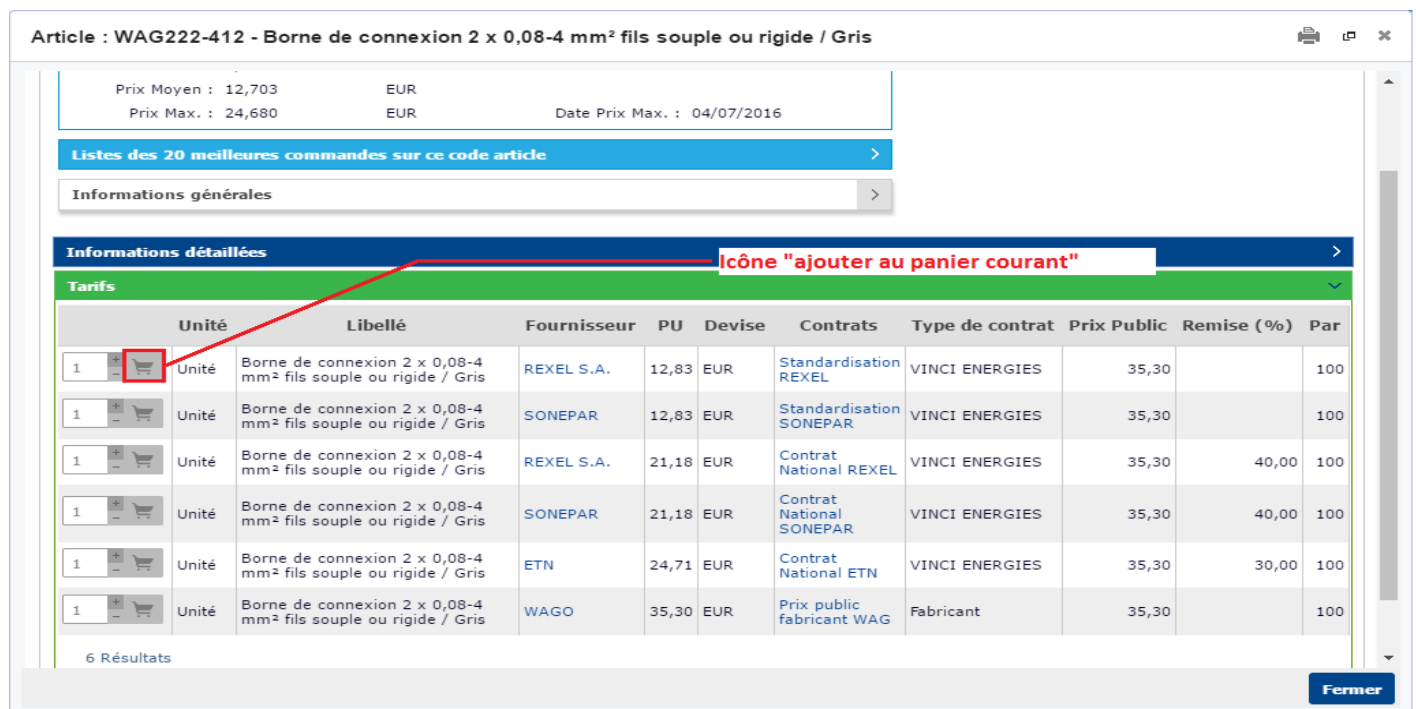 Article : WAG222-412 - Borne de connexion 2 x 0,08-4 mm² fils souple ou rigide / Gris
Prix Moyen : 12,703 EUR
Prix Max. : 24,680 EUR Date Prix Max. : 04/07/2016
Listes des 20 meilleures commandes sur ce code article
Informations générales
Informations détaillées
Icône "ajouter au panier courant"
Tarifs
Unité Libellé Fournisseur PU Devise Contrats Type de contrat Prix Public Remise (%) Par
1 + - Unité Borne de connexion 2 x 0,08-4 mm² fils souple ou rigide / Gris REXEL S.A. 12,83 EUR Standardisation REXEL VINCI ENERGIES 35,30 100
1 + - Unité Borne de connexion 2 x 0,08-4 mm² fils souple ou rigide / Gris SONEPAR 12,83 EUR Standardisation SONEPAR VINCI ENERGIES 35,30 100
1 + - Unité Borne de connexion 2 x 0,08-4 mm² fils souple ou rigide / Gris REXEL S.A. 21,18 EUR Contrat National REXEL VINCI ENERGIES 35,30 40,00 100
1 + - Unité Borne de connexion 2 x 0,08-4 mm² fils souple ou rigide / Gris SONEPAR 21,18 EUR Contrat National SONEPAR VINCI ENERGIES 35,30 40,00 100
1 + - Unité Borne de connexion 2 x 0,08-4 mm² fils souple ou rigide / Gris ETN 24,71 EUR Contrat National ETN VINCI ENERGIES 35,30 30,00 100
1 + - Unité Borne de connexion 2 x 0,08-4 mm² fils souple ou rigide / Gris WAGO 35,30 EUR Prix public fabricant WAG Fabricant 35,30 100
6 Résultats
Fermer